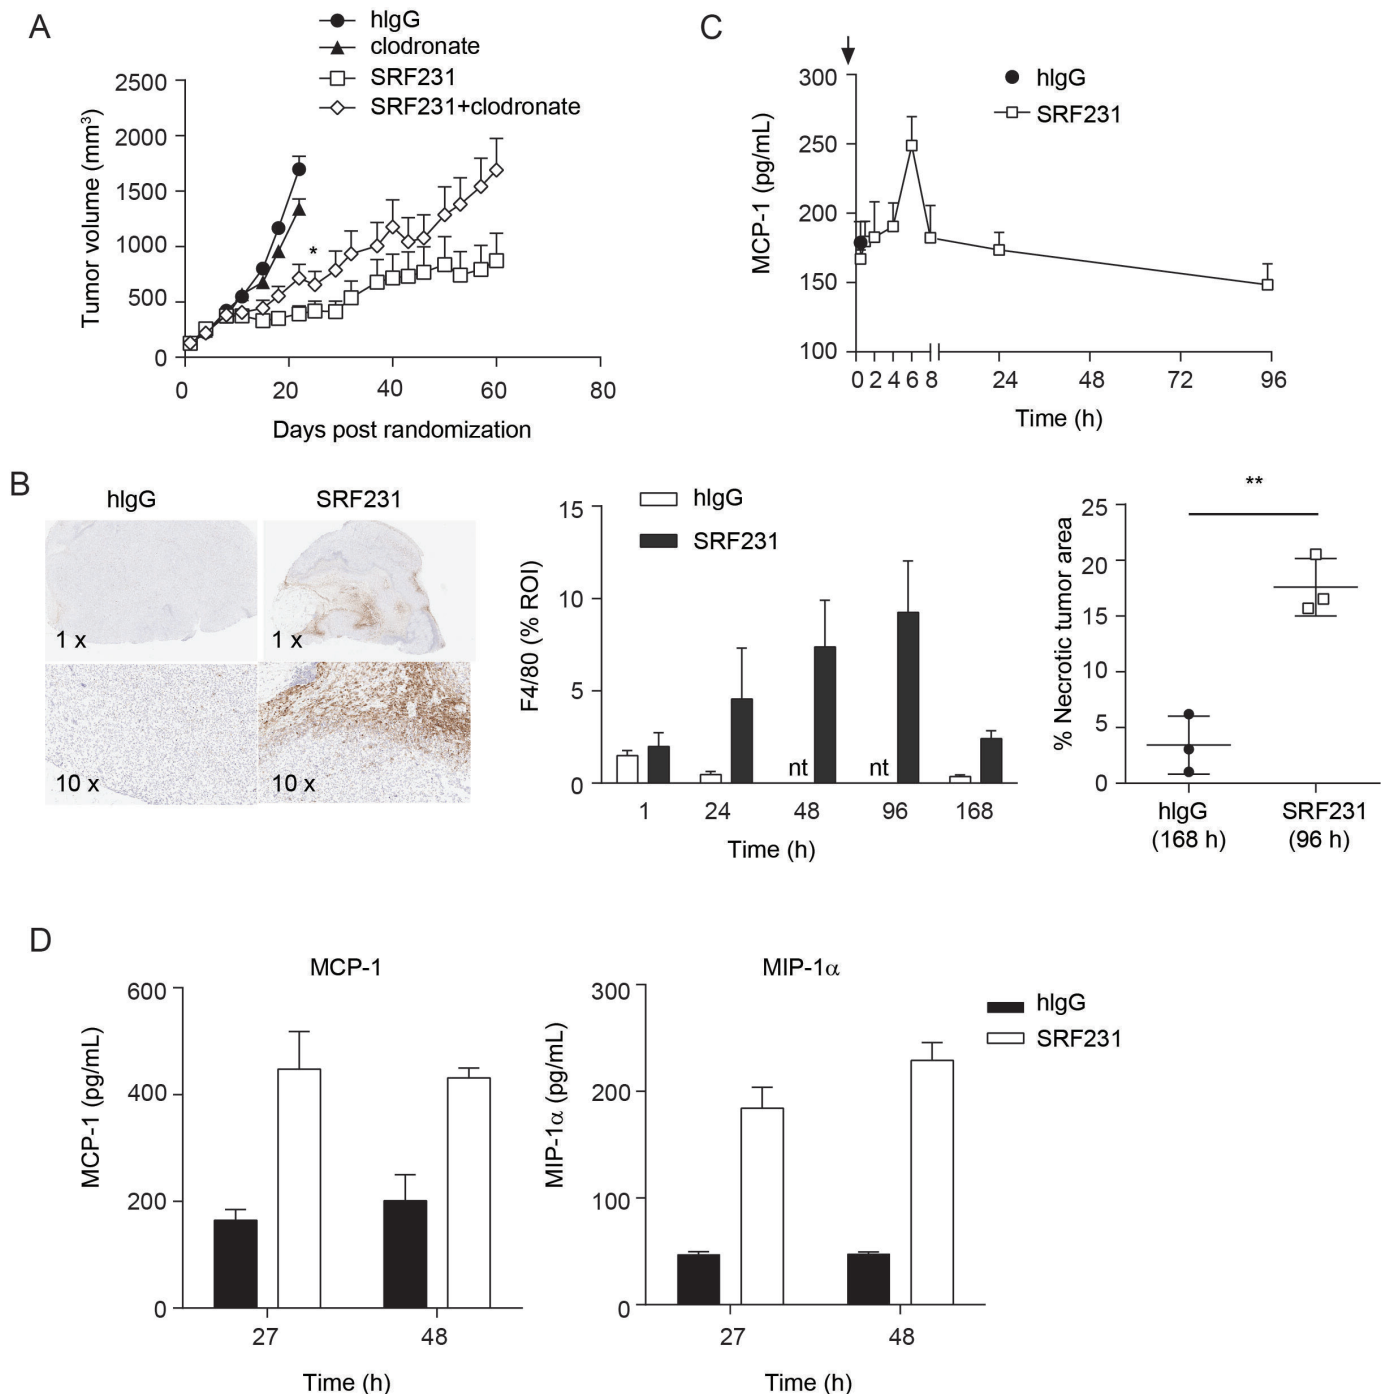 A
hIgG
clodronate
SRF231
SRF231+clodronate
Tumor volume (mm³)
2500
2000
1500
1000
500
0
*
0 20 40 60 80
Days post randomization
C
hIgG
SRF231
MCP-1 (pg/mL)
300
250
200
150
100
0 2 4 6 8 24 48 72 96
Time (h)
B
hIgG SRF231
1 x 1 x
10 x 10 x
hIgG
SRF231
F4/80 (% ROI)
15
10
5
0
nt nt
1 24 48 96 168
Time (h)
% Necrotic tumor area
25
20
15
10
5
0
**
hIgG SRF231
(168 h) (96 h)
D
MCP-1
MCP-1 (pg/mL)
600
400
200
0
27 48
Time (h)
MIP-1α
MIP-1α (pg/mL)
300
200
100
0
27 48
Time (h)
hIgG
SRF231